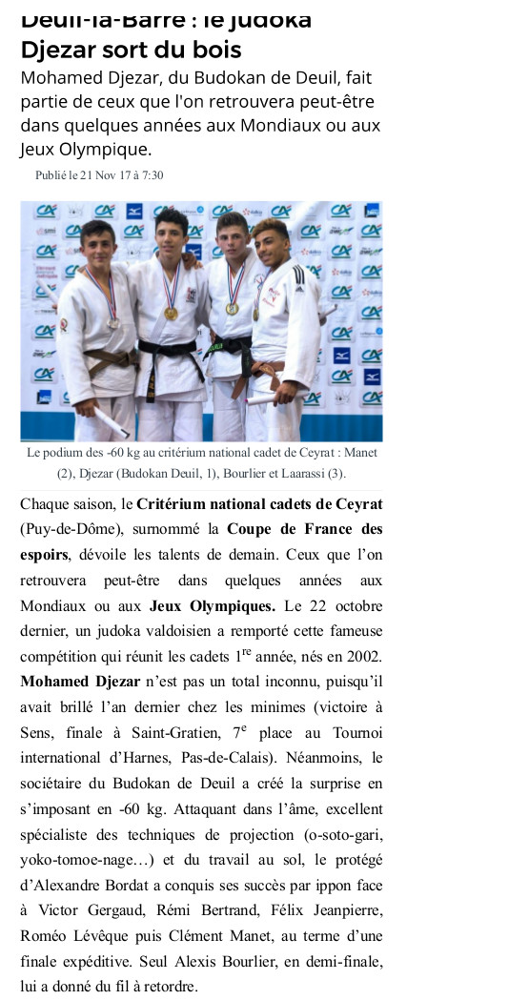 Deuil-la-Barre : le judoka
Djezar sort du bois
Mohamed Djezar, du Budokan de Deuil, fait
partie de ceux que l'on retrouvera peut-être
dans quelques années aux Mondiaux ou aux
Jeux Olympique.
Publié le 21 Nov 17 à 7:30
Le podium des -60 kg au critérium national cadet de Ceyrat : Manet
(2), Djezar (Budokan Deuil, 1), Bourlier et Laarassi (3).
Chaque saison, le Critérium national cadets de Ceyrat
(Puy-de-Dôme), surnommé la Coupe de France des
espoirs, dévoile les talents de demain. Ceux que l’on
retrouvera peut-être dans quelques années aux
Mondiaux ou aux Jeux Olympiques. Le 22 octobre
dernier, un judoka valdoisien a remporté cette fameuse
compétition qui réunit les cadets 1re année, nés en 2002.
Mohamed Djezar n’est pas un total inconnu, puisqu’il
avait brillé l’an dernier chez les minimes (victoire à
Sens, finale à Saint-Gratien, 7e place au Tournoi
international d’Harnes, Pas-de-Calais). Néanmoins, le
sociétaire du Budokan de Deuil a créé la surprise en
s’imposant en -60 kg. Attaquant dans l’âme, excellent
spécialiste des techniques de projection (o-soto-gari,
yoko-tomoe-nage…) et du travail au sol, le protégé
d’Alexandre Bordat a conquis ses succès par ippon face
à Victor Gergaud, Rémi Bertrand, Félix Jeanpierre,
Roméo Lévêque puis Clément Manet, au terme d’une
finale expéditive. Seul Alexis Bourlier, en demi-finale,
lui a donné du fil à retordre.